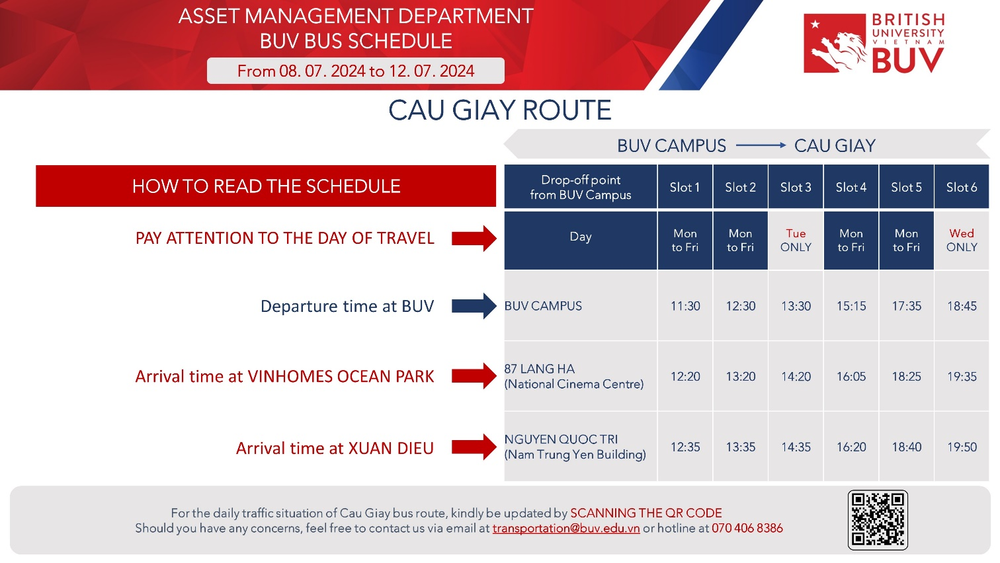 ASSET MANAGEMENT DEPARTMENT
BUV BUS SCHEDULE
From 08. 07. 2024 to 12. 07. 2024
BRITISH
UNIVERSITY
VIETNAM
BUV
CAU GIAY ROUTE
BUV CAMPUS → CAU GIAY
HOW TO READ THE SCHEDULE
Drop-off point
from BUV Campus
Slot 1 Slot 2 Slot 3 Slot 4 Slot 5 Slot 6
PAY ATTENTION TO THE DAY OF TRAVEL
Day
Mon Mon Tue Mon Mon Wed
to Fri to Fri ONLY to Fri to Fri ONLY
Departure time at BUV
BUV CAMPUS 11:30 12:30 13:30 15:15 17:35 18:45
Arrival time at VINHOMES OCEAN PARK
87 LANG HA
(National Cinema Centre)
12:20 13:20 14:20 16:05 18:25 19:35
Arrival time at XUAN DIEU
NGUYEN QUOC TRI
(Nam Trung Yen Building)
12:35 13:35 14:35 16:20 18:40 19:50
For the daily traffic situation of Cau Giay bus route, kindly be updated by SCANNING THE QR CODE
Should you have any concerns, feel free to contact us via email at transportation@buv.edu.vn or hotline at 070 406 8386